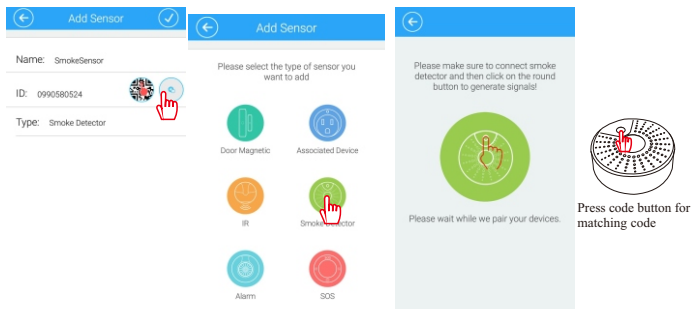 Add Sensor
Name: SmokeSensor
ID: 0990580524
Type: Smoke Detector
Add Sensor
Please select the type of sensor you
want to add
Door Magnetic
Associated Device
IR
Smoke Detector
Alarm
SOS
Please make sure to connect smoke
detector and then click on the round
button to generate signals!
Please wait while we pair your devices.
Press code button for
matching code